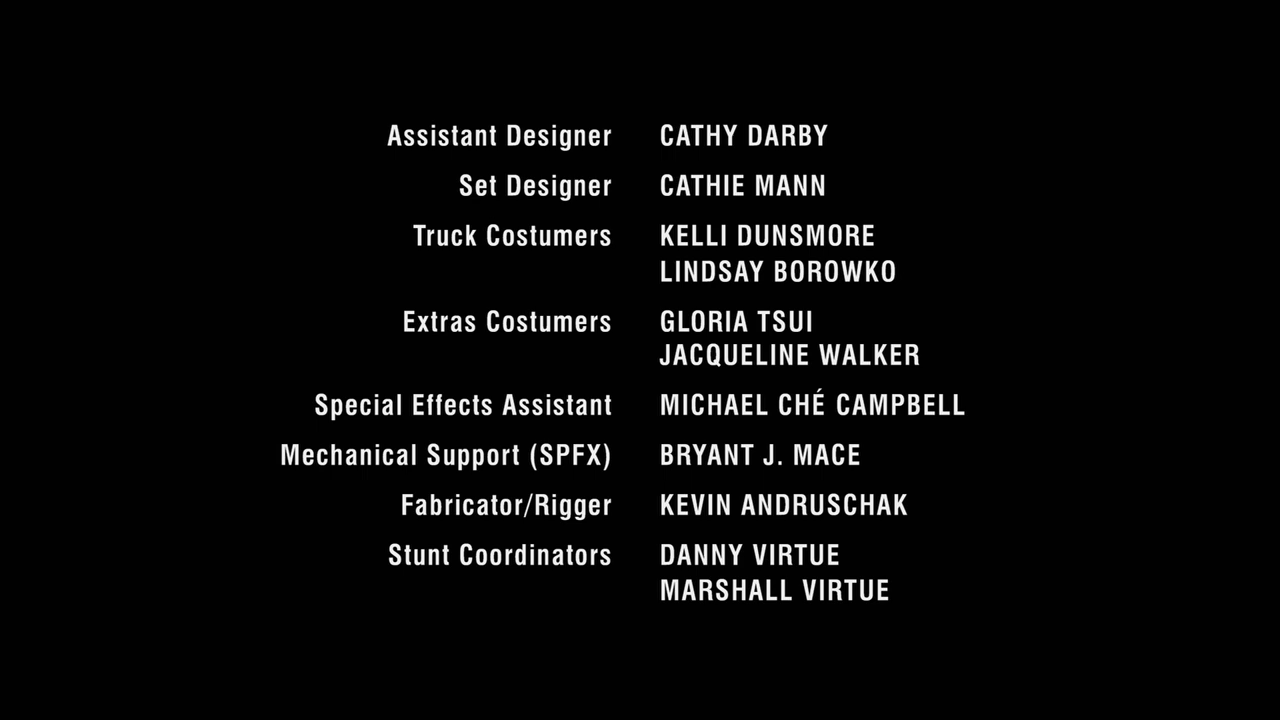 Assistant Designer CATHY DARBY
Set Designer CATHIE MANN
Truck Costumers KELLI DUNSMORE
LINDSAY BOROWKO
Extras Costumers GLORIA TSUI
JACQUELINE WALKER
Special Effects Assistant MICHAEL CHÉ CAMPBELL
Mechanical Support (SPFX) BRYANT J. MACE
Fabricator/Rigger KEVIN ANDRUSCHAK
Stunt Coordinators DANNY VIRTUE
MARSHALL VIRTUE